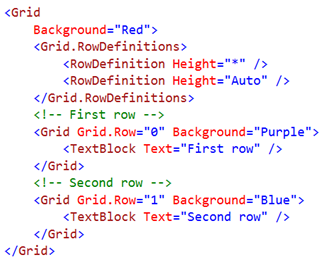 <Grid
    Background="Red">
    <Grid.RowDefinitions>
        <RowDefinition Height="*" />
        <RowDefinition Height="Auto" />
    </Grid.RowDefinitions>
    <!-- First row -->
    <Grid Grid.Row="0" Background="Purple">
        <TextBlock Text="First row" />
    </Grid>
    <!-- Second row -->
    <Grid Grid.Row="1" Background="Blue">
        <TextBlock Text="Second row" />
    </Grid>
</Grid>